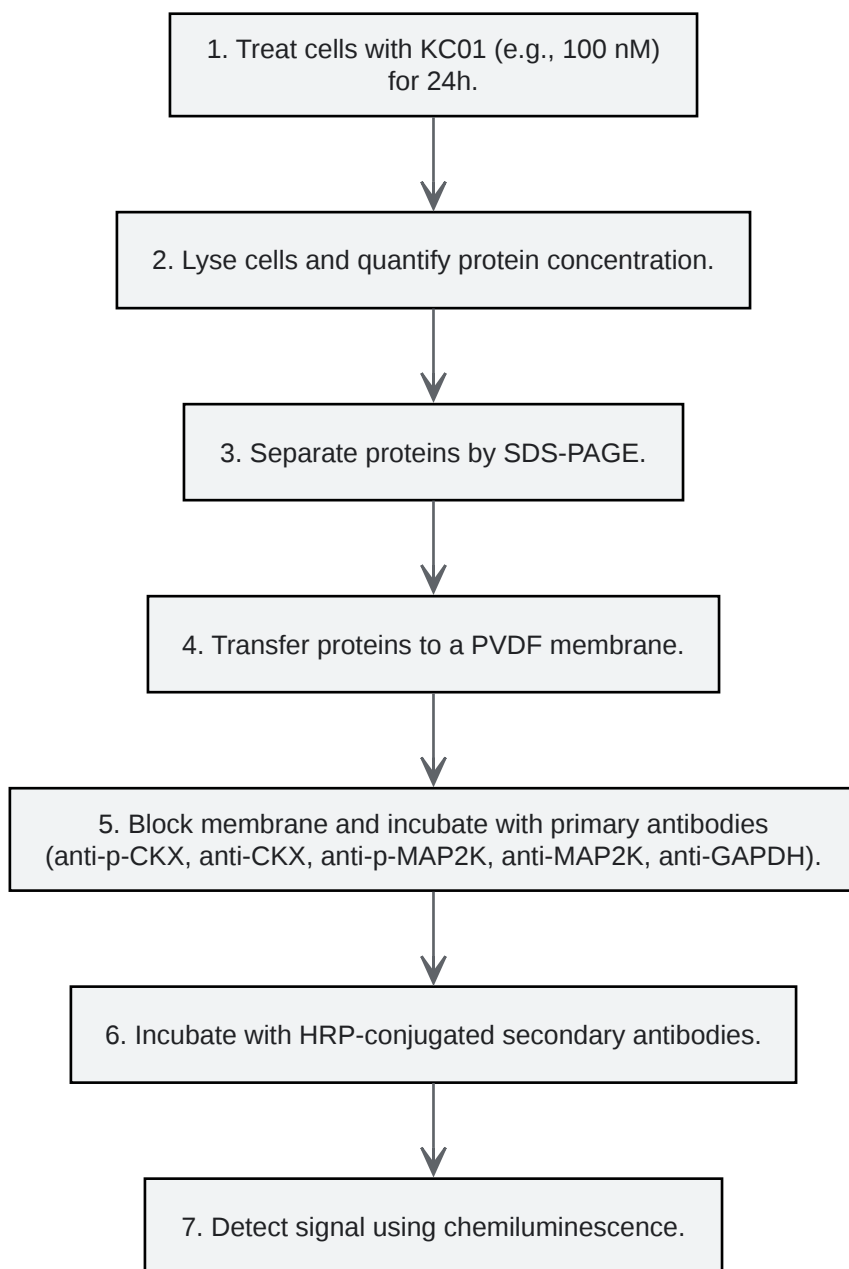 1. Treat cells with KC01 (e.g., 100 nM)
for 24h.
2. Lyse cells and quantify protein concentration.
3. Separate proteins by SDS-PAGE.
4. Transfer proteins to a PVDF membrane.
5. Block membrane and incubate with primary antibodies
(anti-p-CKX, anti-CKX, anti-p-MAP2K, anti-MAP2K, anti-GAPDH).
6. Incubate with HRP-conjugated secondary antibodies.
7. Detect signal using chemiluminescence.